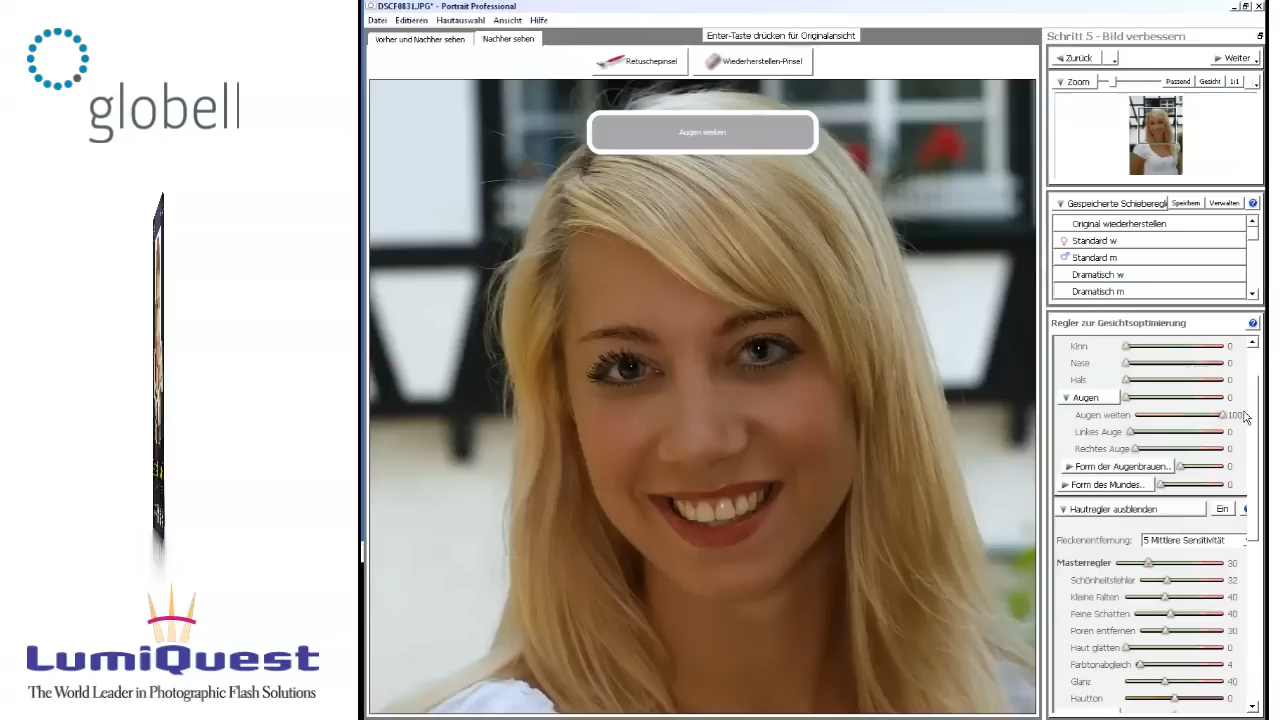 globell
LUMIQUEST
The World Leader in Photographic Flash Solutions
DSCF0831.JPG* - Portrait Professional
Datei Editieren Hautauswahl Ansicht Hilfe
Vorher und Nachher sehen Nachher sehen
Enter-Taste drücken für Originalansicht
Retuschepinsel Wiederherstellen-Pinsel
Augen weiten
Schritt 5 - Bild verbessern
Zurück Weiter
Zoom Passend Gesicht 1:1
Gespeicherte Schieberegl Speichern Verwalten ?
Original wiederherstellen
Standard w
Standard m
Dramatisch w
Dramatisch m
Regler zur Gesichtsoptimierung ?
Kinn 0
Nase 0
Hals 0
Augen 0
Augen weiten 100
Linkes Auge 0
Rechtes Auge 0
Form der Augenbrauen.. 0
Form des Mundes.. 0
Hautregler ausblenden Ein
Fleckenentfernung: 5 Mittlere Sensitivität
Masterregler 30
Schönheitsfehler 32
Kleine Falten 40
Feine Schatten 40
Poren entfernen 30
Haut glätten 0
Farbtonabgleich 4
Glanz 40
Hautton 0